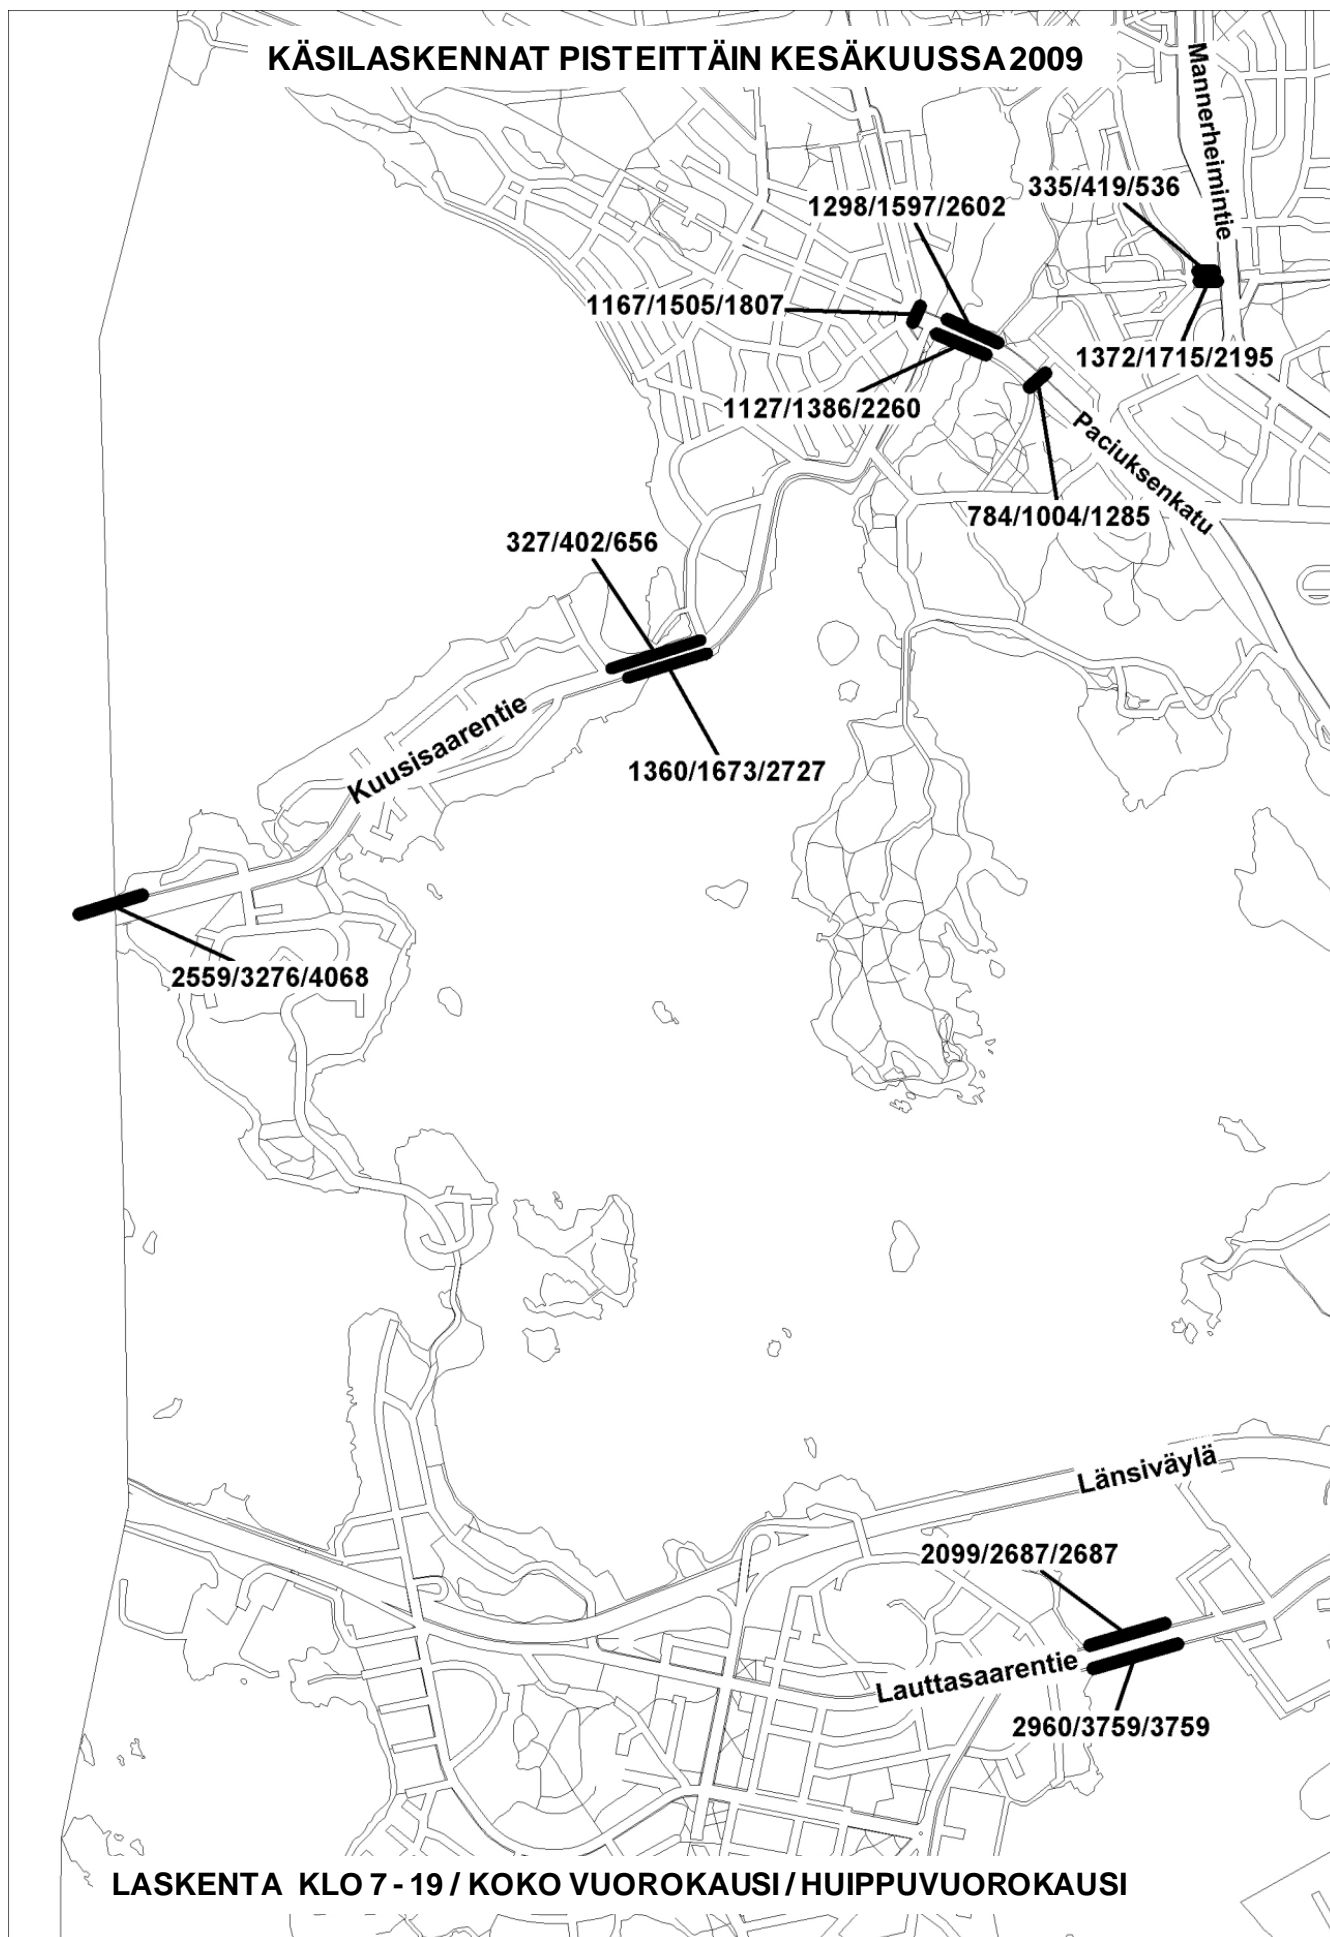 KÄSILASKENNAT PISTEITTÄIN KESÄKUUSSA 2009
Mannerheimintie
335/419/536
1298/1597/2602
1167/1505/1807
1372/1715/2195
1127/1386/2260
Paciuksenkatu
784/1004/1285
327/402/656
Kuusisaarentie
1360/1673/2727
2559/3276/4068
Länsiväylä
2099/2687/2687
Lauttasaarentie
2960/3759/3759
LASKENTA KLO 7 - 19 / KOKO VUOROKAUSI / HUIPPUVUOROKAUSI